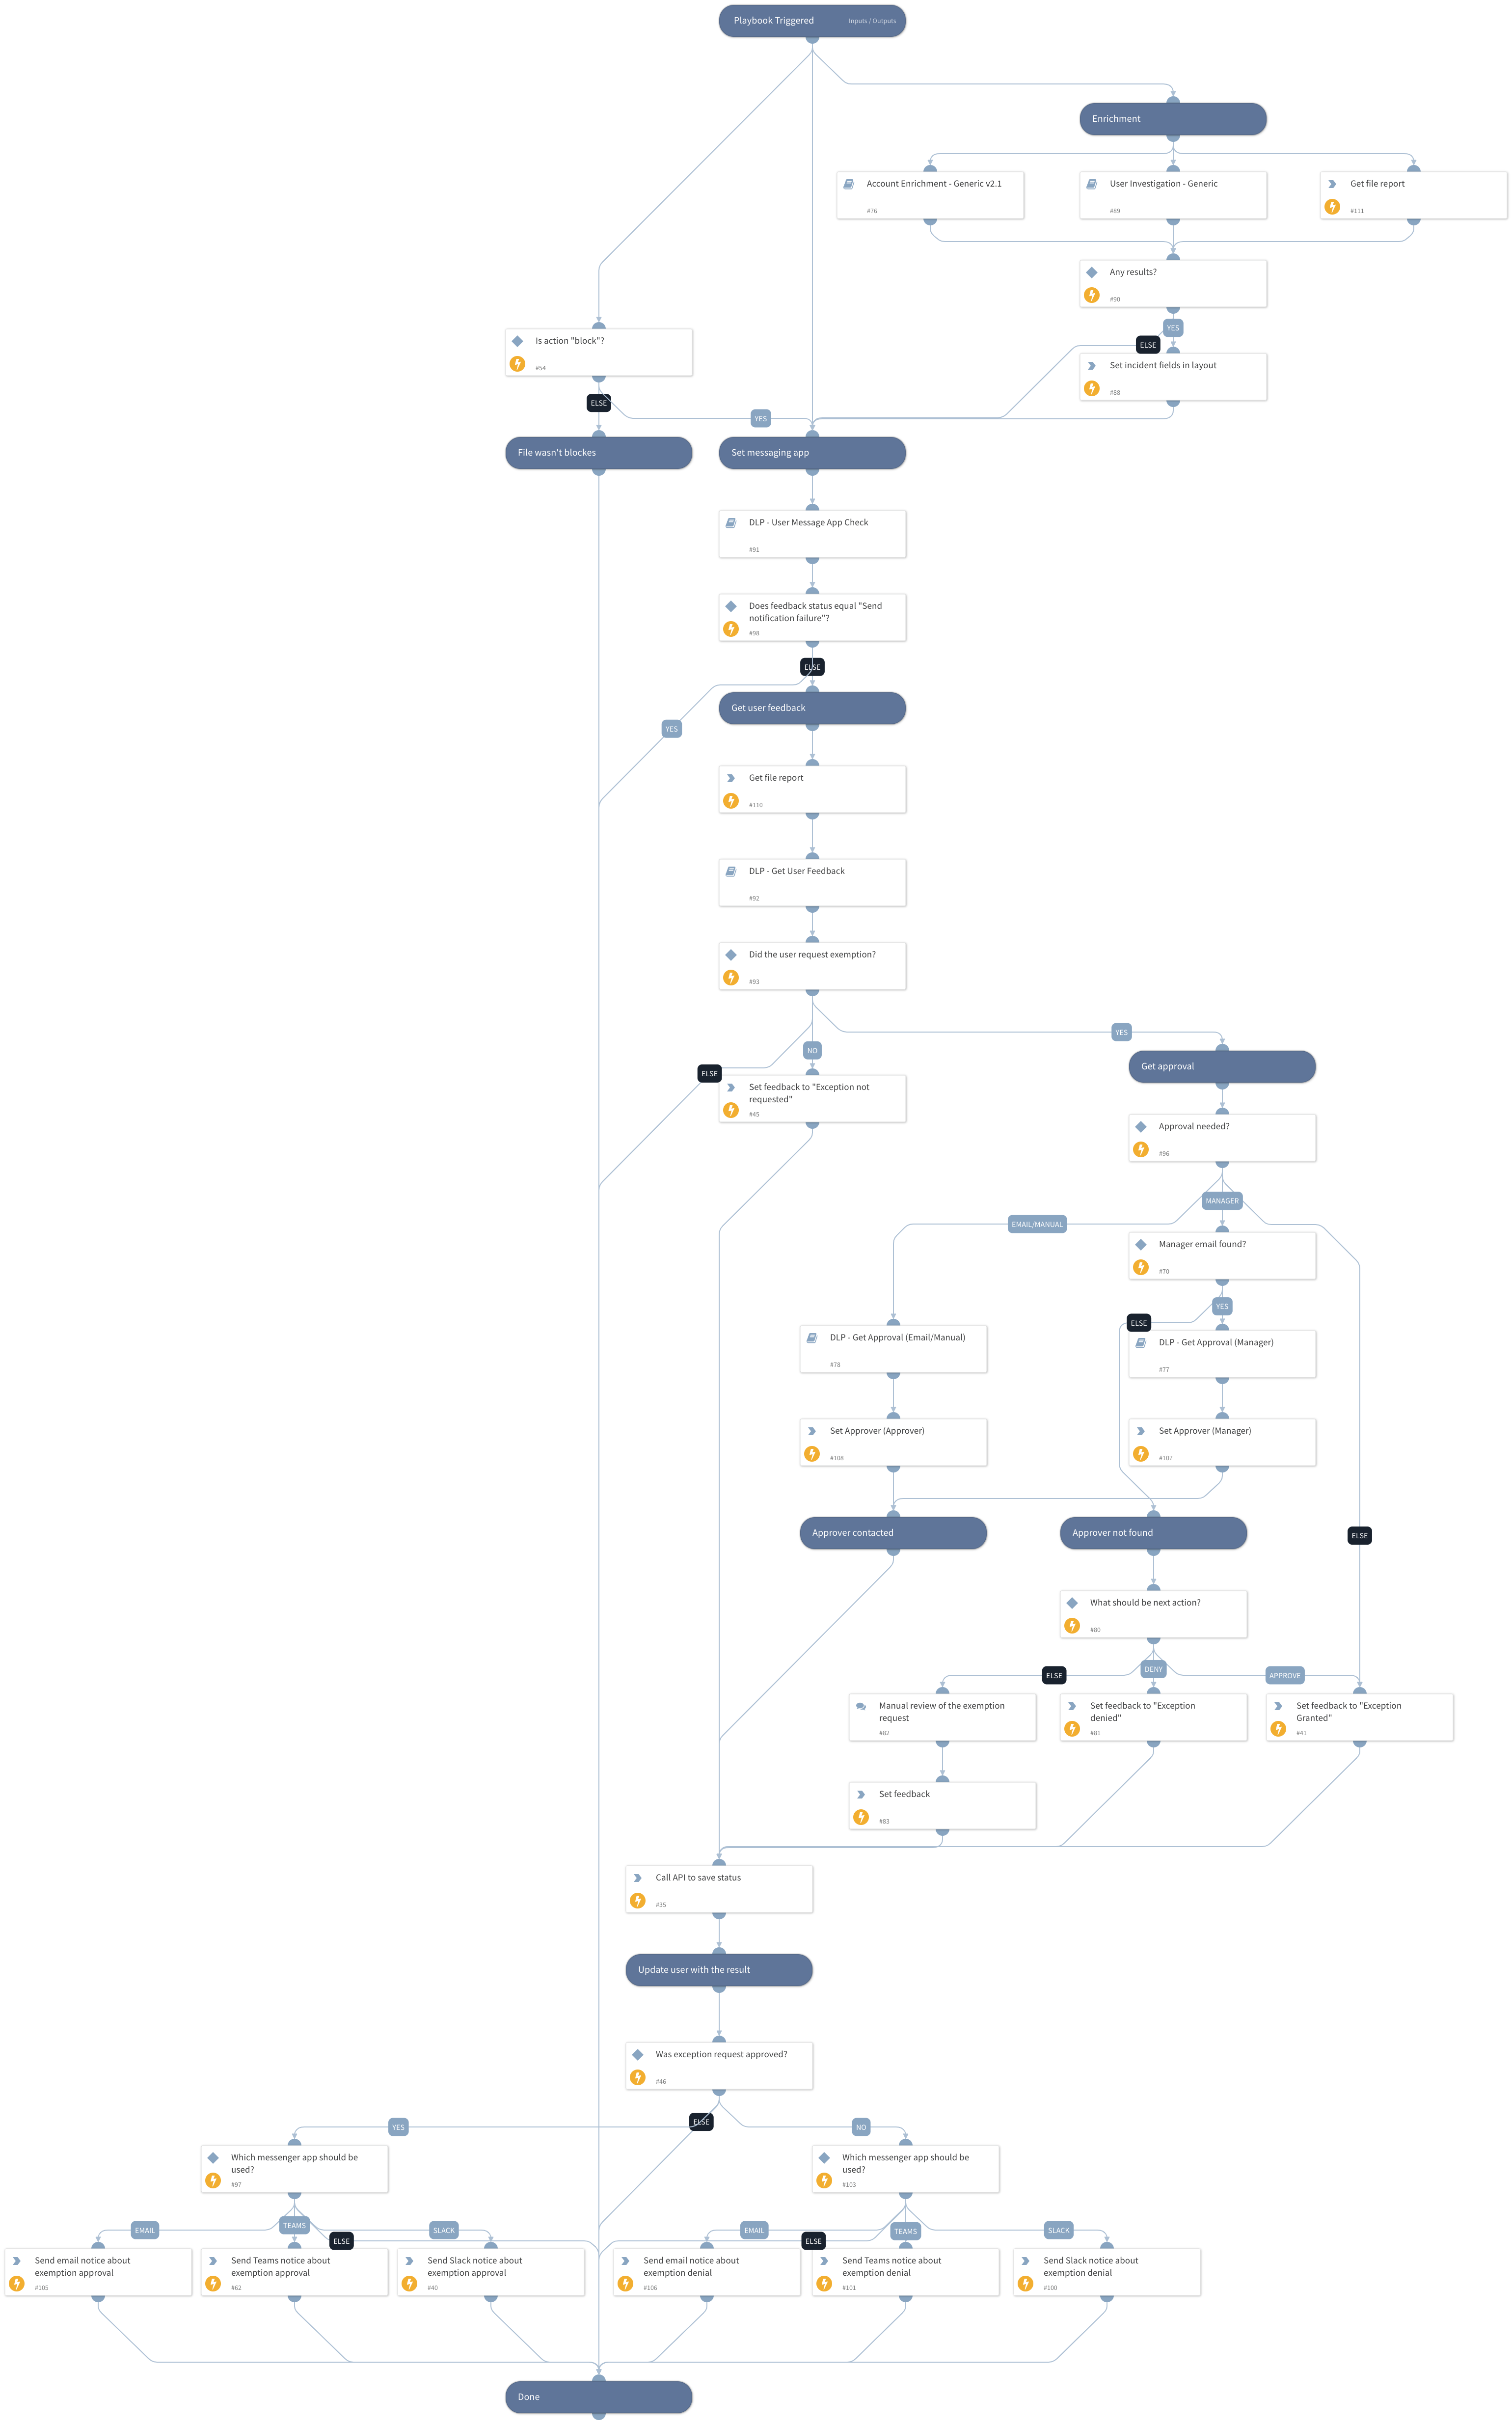 Playbook Triggered
Inputs / Outputs
Enrichment
Account Enrichment - Generic v2.1
#76
User Investigation - Generic
#89
Get file report
#111
Any results?
#90
YES
ELSE
Set incident fields in layout
#88
Is action "block"?
#54
ELSE
YES
File wasn't blockes
Set messaging app
DLP - User Message App Check
#91
Does feedback status equal "Send
notification failure"?
#98
ELSE
YES
Get user feedback
Get file report
#110
DLP - Get User Feedback
#92
Did the user request exemption?
#93
YES
NO
ELSE
Set feedback to "Exception not
requested"
#45
Get approval
Approval needed?
#96
MANAGER
EMAIL/MANUAL
Manager email found?
#70
YES
ELSE
DLP - Get Approval (Email/Manual)
#78
DLP - Get Approval (Manager)
#77
Set Approver (Approver)
#108
Set Approver (Manager)
#107
Approver contacted
Approver not found
ELSE
What should be next action?
#80
ELSE
DENY
APPROVE
Manual review of the exemption
request
#82
Set feedback to "Exception
denied"
#81
Set feedback to "Exception
Granted"
#41
Set feedback
#83
Call API to save status
#35
Update user with the result
Was exception request approved?
#46
YES
ELSE
NO
Which messenger app should be
used?
#97
Which messenger app should be
used?
#103
EMAIL
TEAMS
ELSE
SLACK
EMAIL
ELSE
TEAMS
SLACK
Send email notice about
exemption approval
#105
Send Teams notice about
exemption approval
#62
Send Slack notice about
exemption approval
#40
Send email notice about
exemption denial
#106
Send Teams notice about
exemption denial
#101
Send Slack notice about
exemption denial
#100
Done